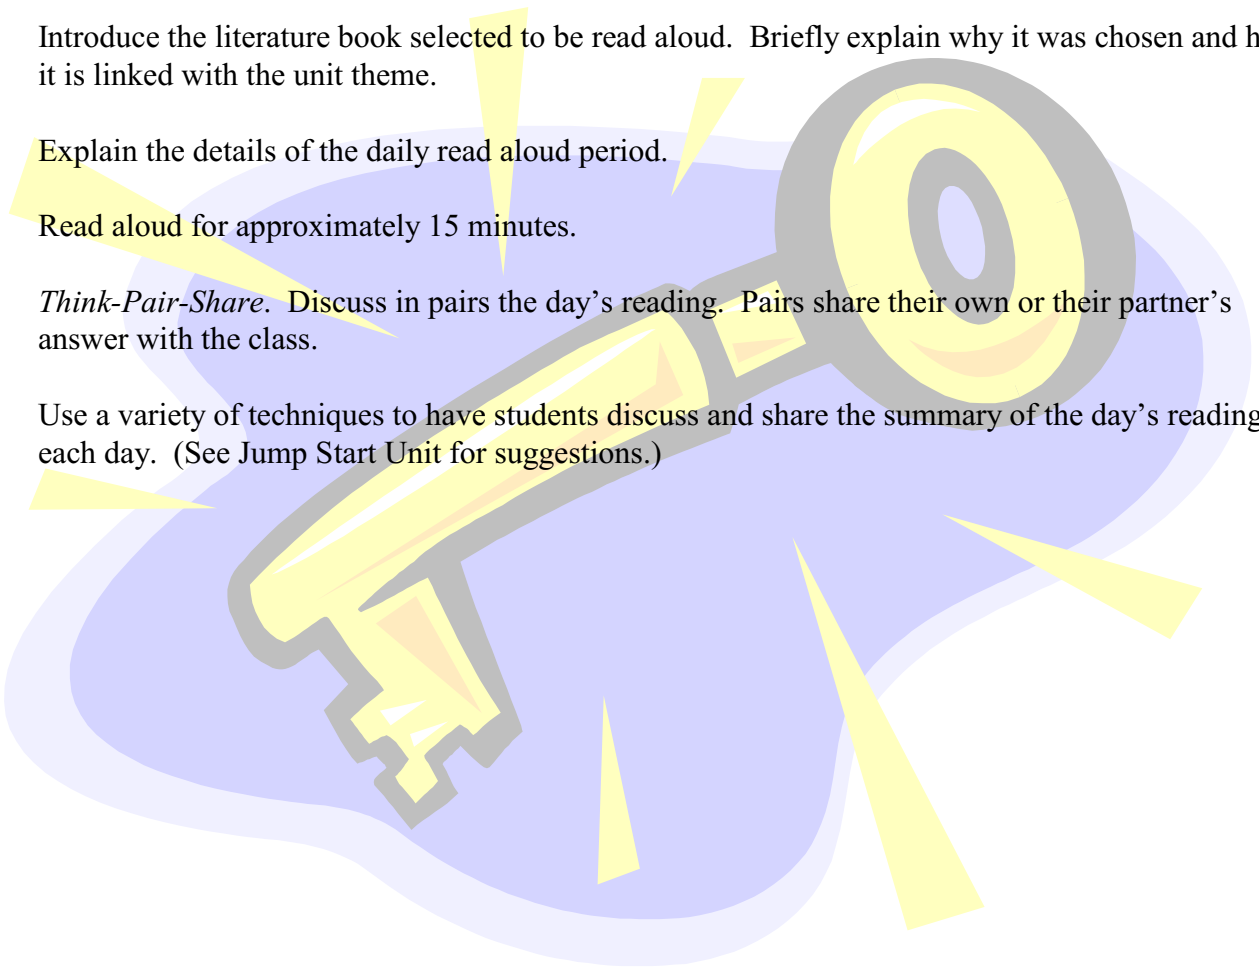 Introduce the literature book selected to be read aloud.  Briefly explain why it was chosen and
it is linked with the unit theme.
Explain the details of the daily read aloud period.
Read aloud for approximately 15 minutes.
Think-Pair-Share.  Discuss in pairs the day’s reading.  Pairs share their own or their partner’s
answer with the class.
Use a variety of techniques to have students discuss and share the summary of the day’s reading
each day.  (See Jump Start Unit for suggestions.)